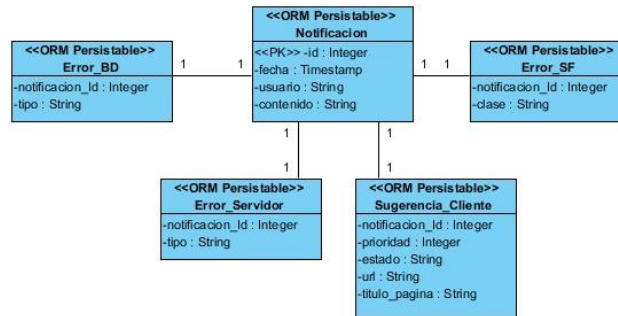 <<ORM Persistable>>
Notificacion
<<PK>> -id : Integer
-fecha : Timestamp
-usuario : String
-contenido : String
<<ORM Persistable>>
Error_BD
-notificacion_Id : Integer
-tipo : String
1
1
1
1
<<ORM Persistable>>
Error_SF
-notificacion_Id : Integer
-clase : String
1
1
1
1
<<ORM Persistable>>
Error_Servidor
-notificacion_Id : Integer
-tipo : String
<<ORM Persistable>>
Sugerencia_Cliente
-notificacion_Id : Integer
-prioridad : Integer
-estado : String
-url : String
-titulo_pagina : String